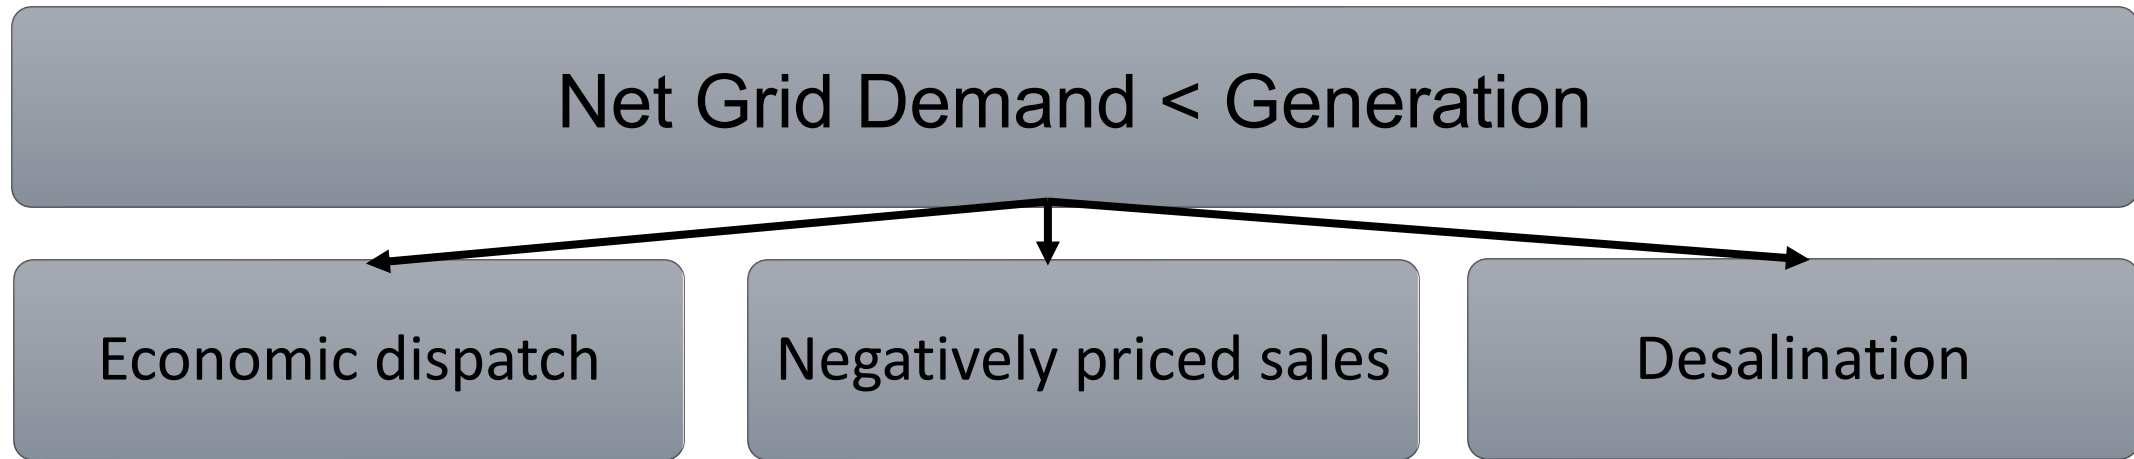 Net Grid Demand < Generation
Economic dispatch
Negatively priced sales
Desalination